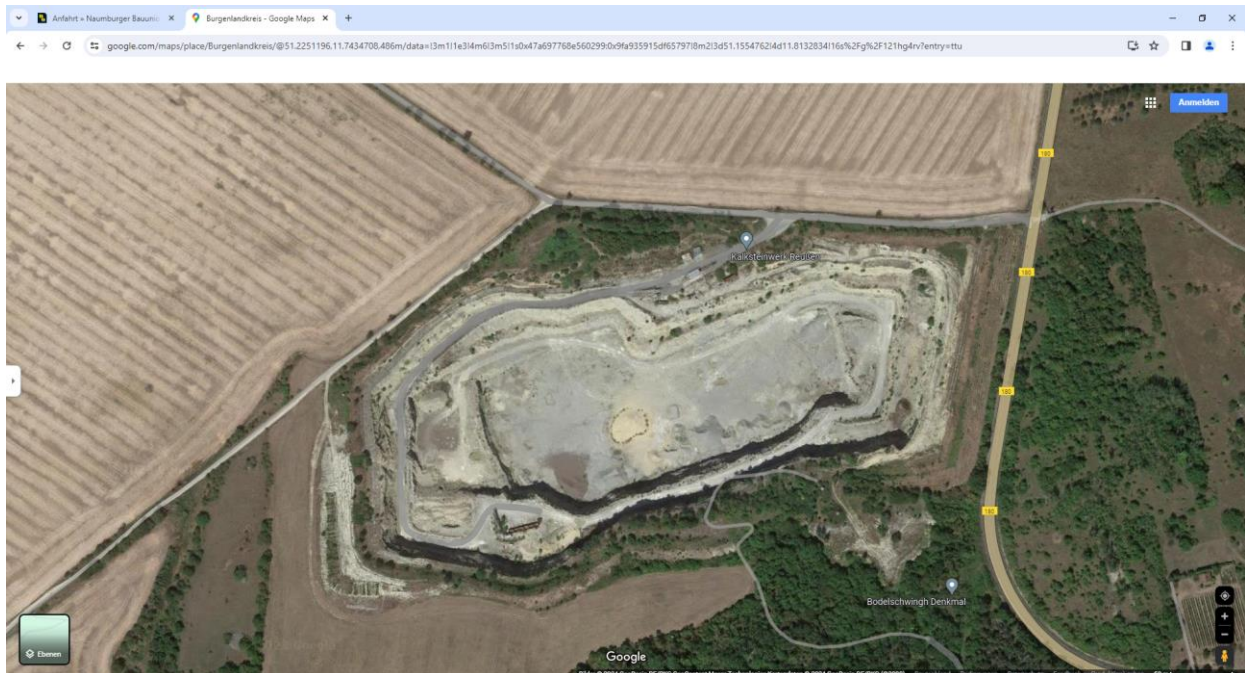 Anfahrt » Naumburger Bauuni
Burgenlandkreis - Google Maps
google.com/maps/place/Burgenlandkreis/@51.2251196,11.7434708,486m/data=!3m1!1e3!4m6!3m5!1s0x47a697768e560299:0x9fa935915df65797!8m2!3d51.1554762!4d11.8132834!16s%2Fg%2F121hg4rv?entry=ttu
Anmelden
180
Kalksteinwerk Reußen
180
180
180
Bodelschwingh Denkmal
Ebenen
Google